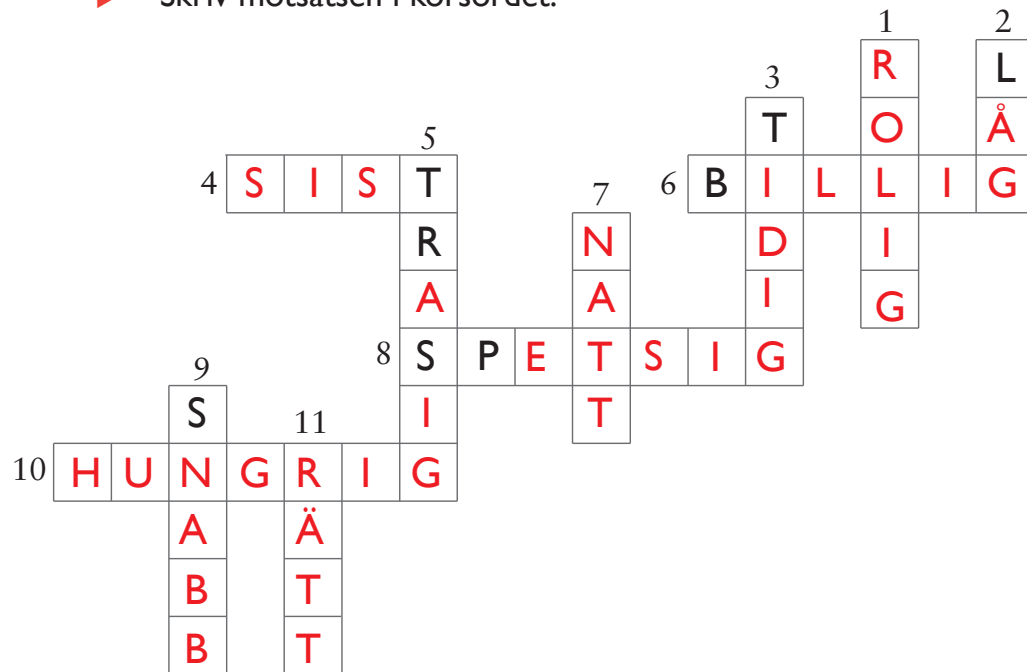 Skriv motsatsen i korsordet.
1 2
R L
3
T O Å
5
4 S I S T 6 B I L L I G
7
R N D I
A A I G
8 S P E T S I G
9
S I T
11
10 H U N G R I G
A Ä
B T
B T